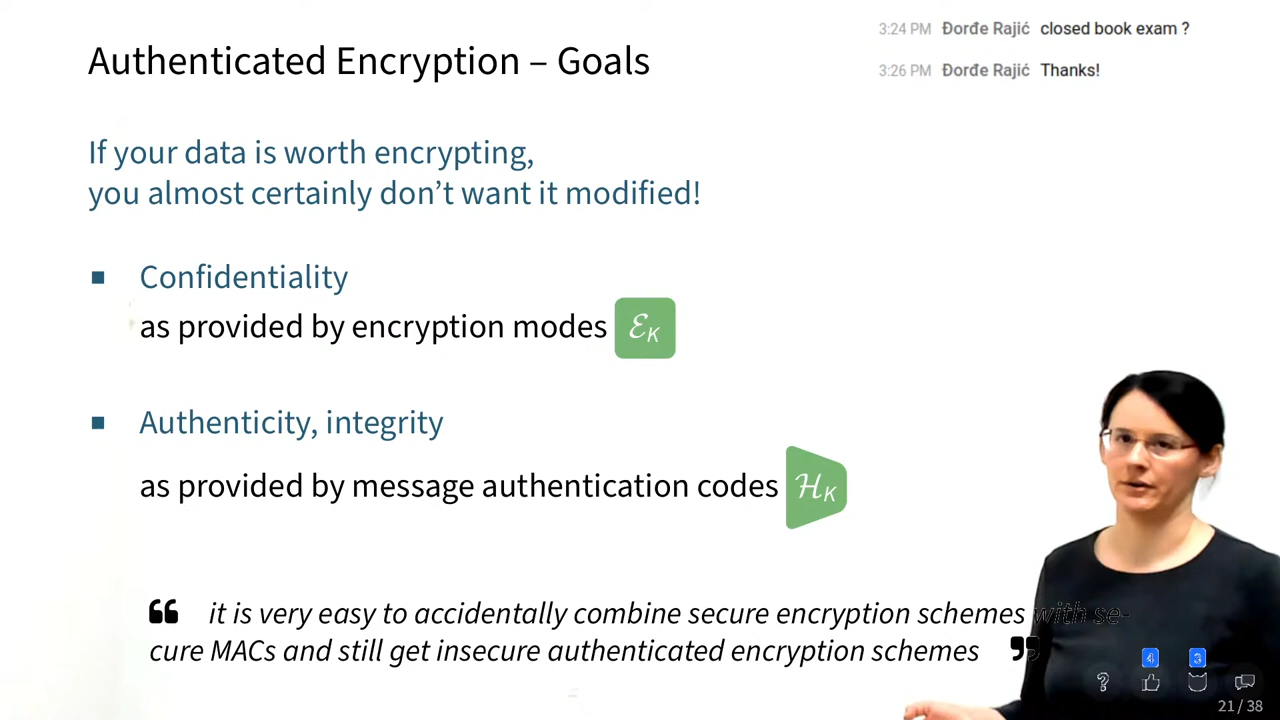 Authenticated Encryption – Goals
3:24 PM Đorđe Rajić closed book exam ?
3:26 PM Đorđe Rajić Thanks!
If your data is worth encrypting,
you almost certainly don’t want it modified!
Confidentiality
as provided by encryption modes ℰK
Authenticity, integrity
as provided by message authentication codes ℋK
“ it is very easy to accidentally combine secure encryption schemes with se-
cure MACs and still get insecure authenticated encryption schemes ”
4 3
?
21 / 38